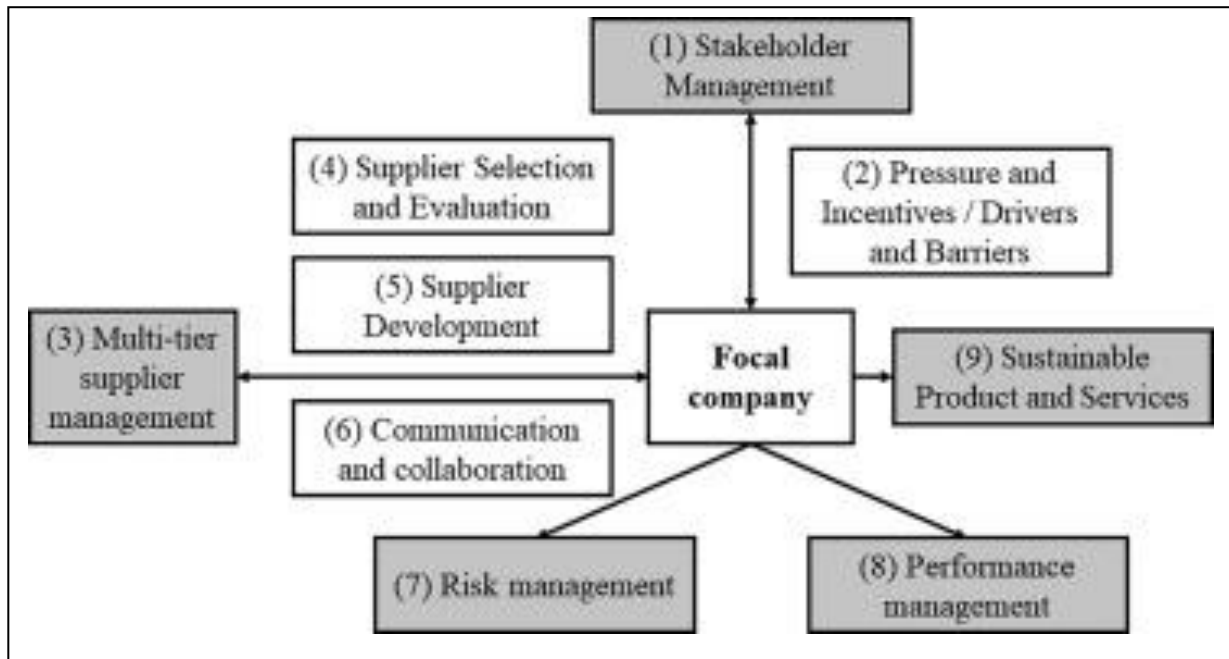 (1) Stakeholder
Management
(4) Supplier Selection
and Evaluation
(2) Pressure and
Incentives / Drivers
and Barriers
(5) Supplier
Development
(3) Multi-tier
supplier
management
Focal
company
(9) Sustainable
Product and Services
(6) Communication
and collaboration
(7) Risk management
(8) Performance
management